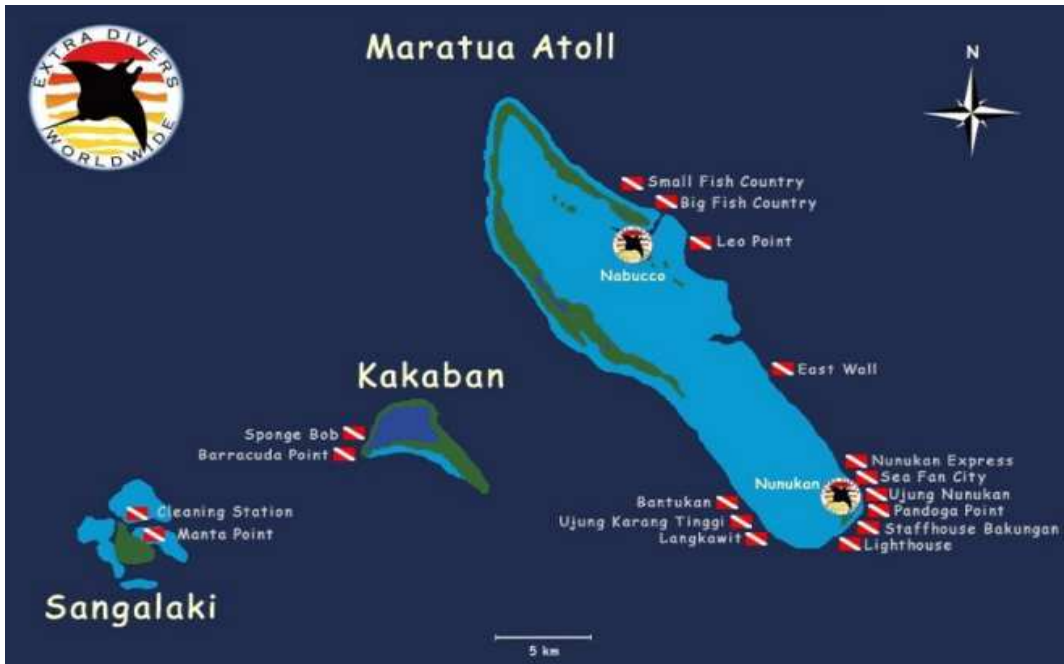 EXTRA DIVERS
WORLDWIDE
Maratua Atoll
N
Small Fish Country
Big Fish Country
Leo Point
Nabucco
East Wall
Kakaban
Sponge Bob
Barracuda Point
Nunukan Express
Sea Fan City
Nunukan
Ujung Nunukan
Bantukan
Pandoga Point
Cleaning Station
Ujung Karang Tinggi
Staffhouse Bakungan
Manta Point
Langkawit
Lighthouse
Sangalaki
5 km